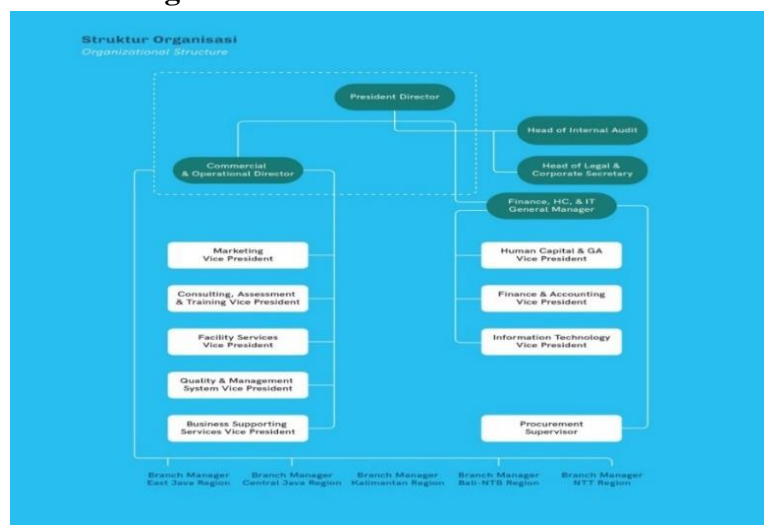 Struktur Organisasi
Organizational Structure
President Director
Head of Internal Audit
Commercial
& Operational Director
Head of Legal &
Corporate Secretary
Finance, HC, & IT
General Manager
Marketing
Vice President
Human Capital & GA
Vice President
Consulting, Assessment
& Training Vice President
Finance & Accounting
Vice President
Facility Services
Vice President
Information Technology
Vice President
Quality & Management
System Vice President
Business Supporting
Services Vice President
Procurement
Supervisor
Branch Manager
East Java Region
Branch Manager
Central Java Region
Branch Manager
Kalimantan Region
Branch Manager
Bali-NTB Region
Branch Manager
NTT Region